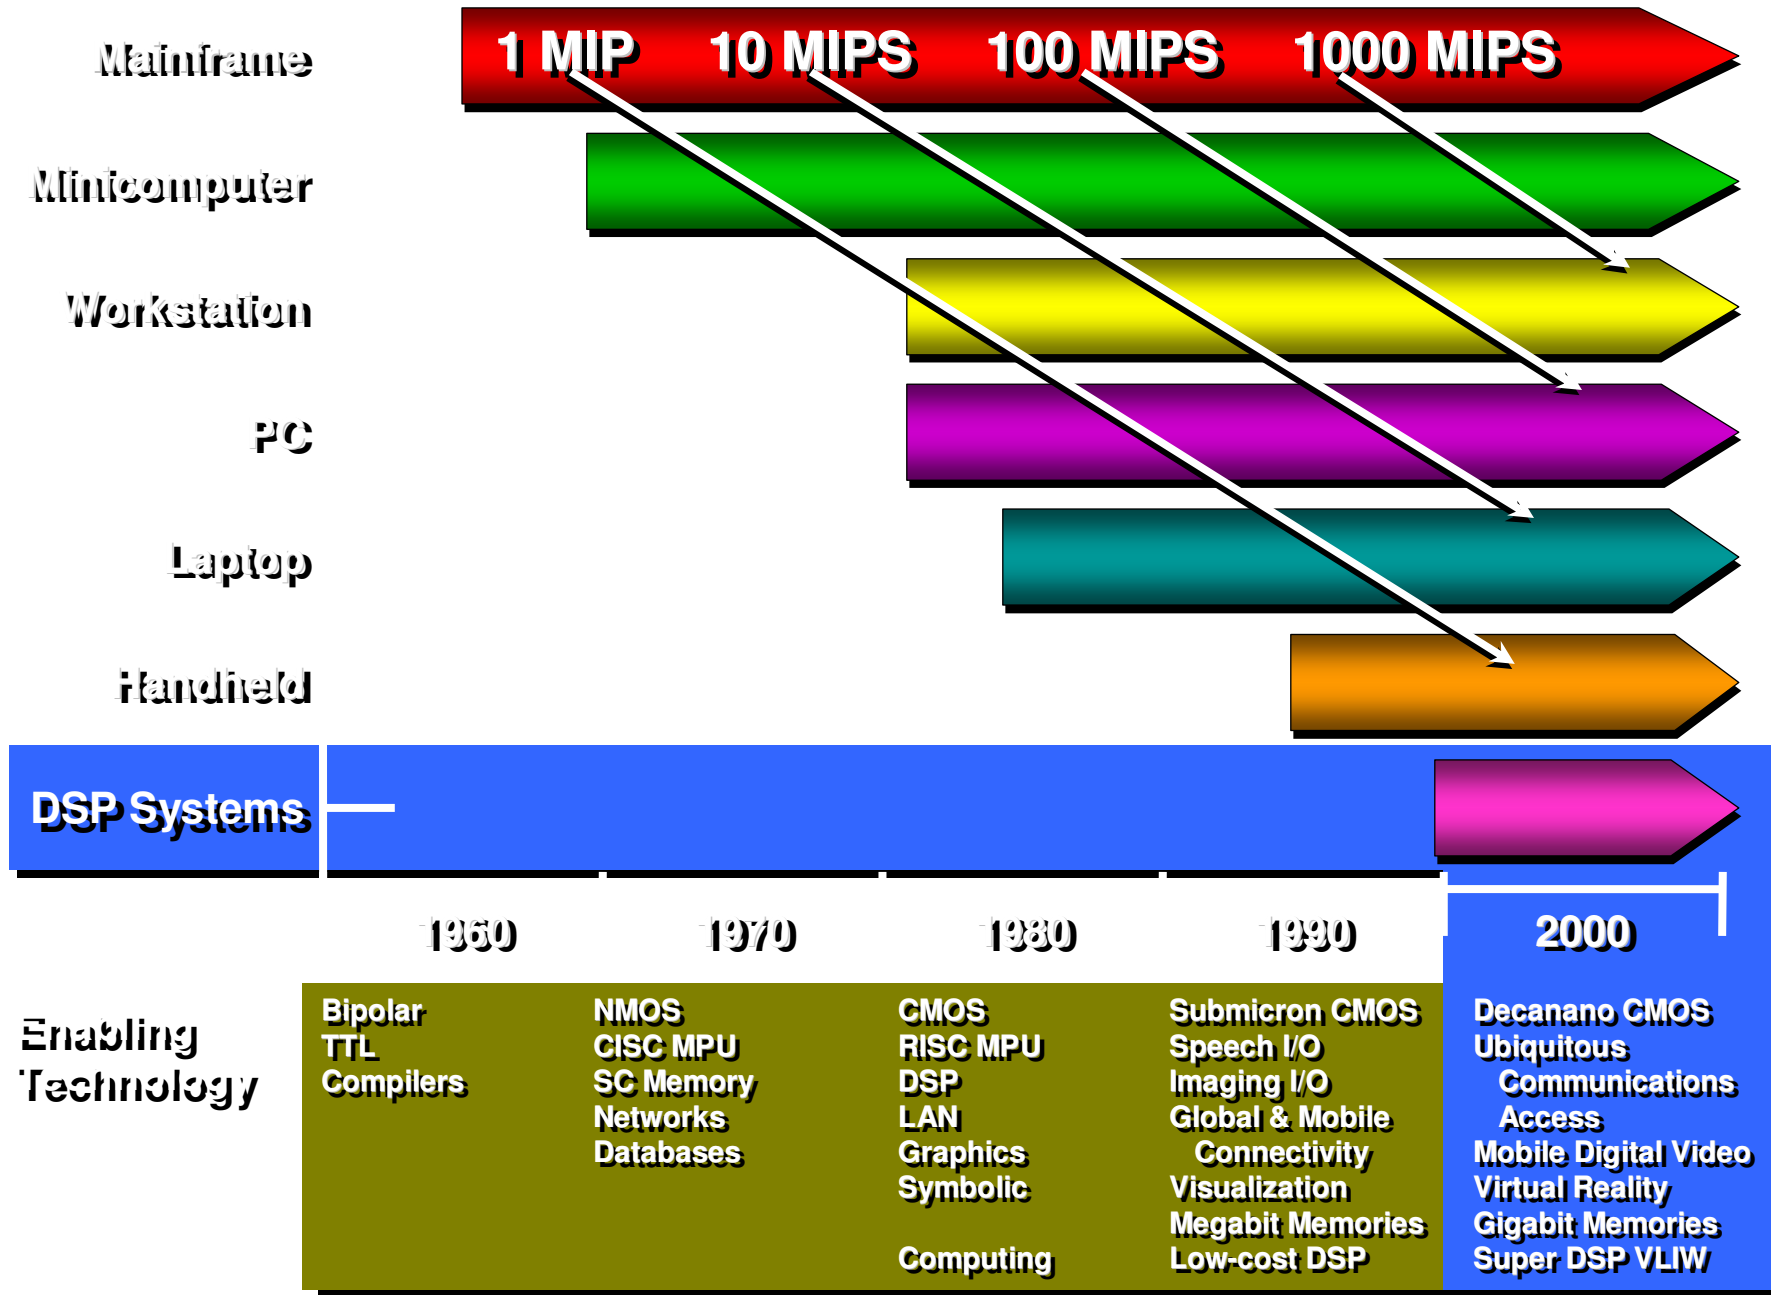 Mainframe
1 MIP 10 MIPS 100 MIPS 1000 MIPS
Minicomputer
Workstation
PC
Laptop
Handheld
DSP Systems
1960 1970 1980 1990 2000
Enabling
Technology
Bipolar
TTL
Compilers
NMOS
CISC MPU
SC Memory
Networks
Databases
CMOS
RISC MPU
DSP
LAN
Graphics
Symbolic
Computing
Submicron CMOS
Speech I/O
Imaging I/O
Global & Mobile
Connectivity
Visualization
Megabit Memories
Low-cost DSP
Decanano CMOS
Ubiquitous
Communications
Access
Mobile Digital Video
Virtual Reality
Gigabit Memories
Super DSP VLIW